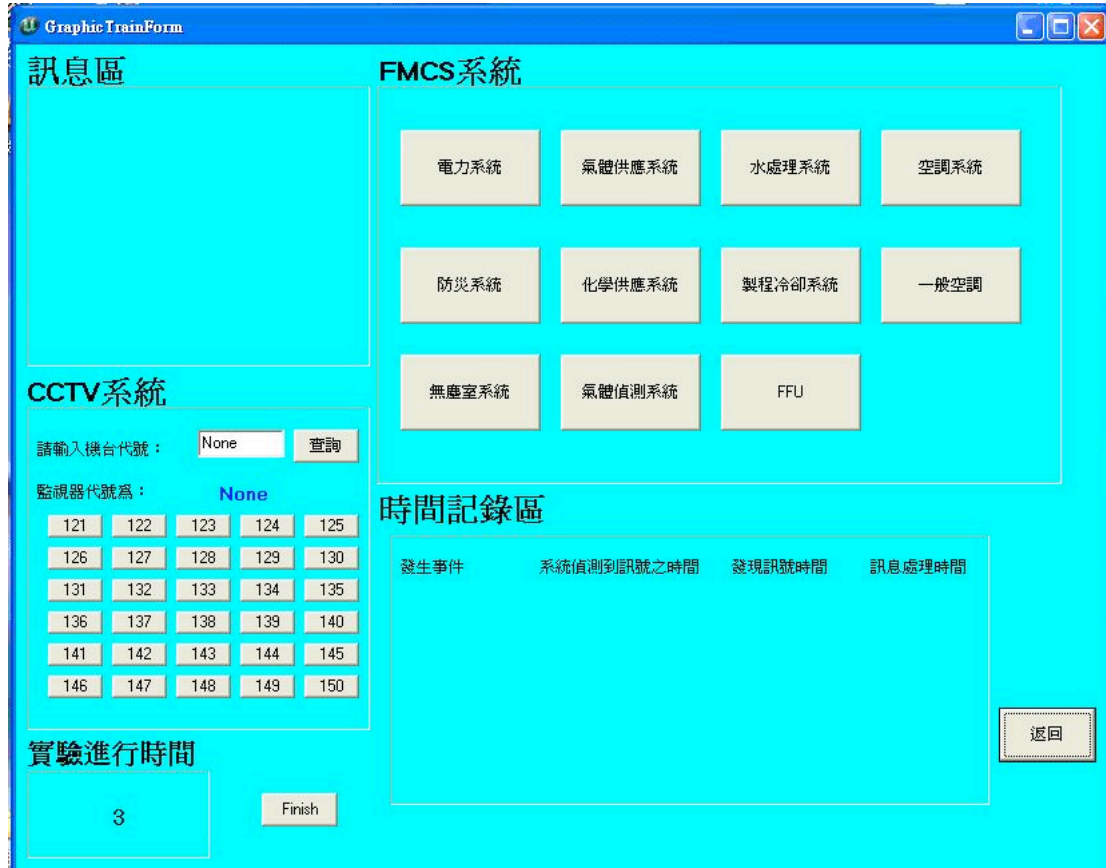 GraphicTrainForm
訊息區
FMCS系統
電力系統 氣體供應系統 水處理系統 空調系統
防災系統 化學供應系統 製程冷卻系統 一般空調
無塵室系統 氣體偵測系統 FFU
CCTV系統
請輸入機台代號： None 查詢
監視器代號為： None
121 122 123 124 125
126 127 128 129 130
131 132 133 134 135
136 137 138 139 140
141 142 143 144 145
146 147 148 149 150
時間記錄區
發生事件 系統偵測到訊號之時間 發現訊號時間 訊息處理時間
返回
實驗進行時間
3
Finish